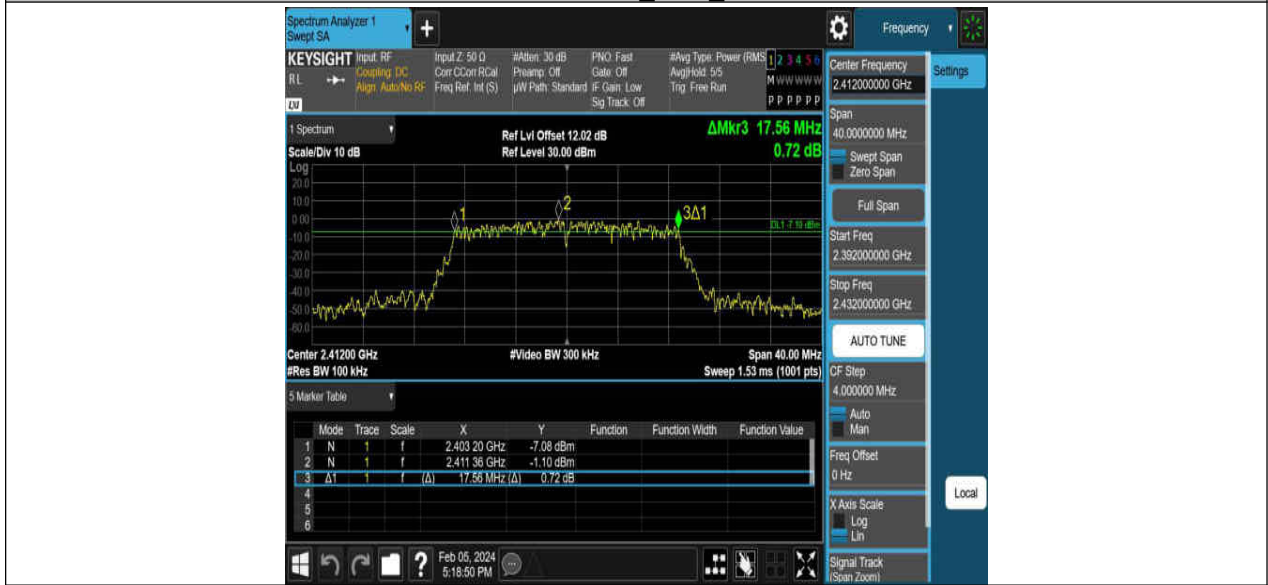 Spectrum Analyzer 1
Swept SA
+
Frequency
KEYSIGHT
RL
LXI
Input: RF
Coupling: DC
Align: Auto/No RF
Input Z: 50 Ω
Corr CCorr RCal
Freq Ref: Int (S)
#Atten: 30 dB
Preamp: Off
µW Path: Standard
PNO: Fast
Gate: Off
IF Gain: Low
Sig Track: Off
#Avg Type: Power (RMS
Avg|Hold: 5/5
Trig: Free Run
1 2 3 4 5 6
M W W W W W
P P P P P P
Center Frequency
2.412000000 GHz
Settings
Span
40.0000000 MHz
Swept Span
Zero Span
Full Span
Start Freq
2.392000000 GHz
Stop Freq
2.432000000 GHz
AUTO TUNE
CF Step
4.000000 MHz
Auto
Man
Freq Offset
0 Hz
X Axis Scale
Log
Lin
Signal Track
(Span Zoom)
Local
1 Spectrum
Ref Lvl Offset 12.02 dB
ΔMkr3 17.56 MHz
Scale/Div 10 dB
Ref Level 30.00 dBm
0.72 dB
Log
20.0
10.0
0.00
-10.0
-20.0
-30.0
-40.0
-50.0
-60.0
1
2
3Δ1
DL1 -7.10 dBm
Center 2.41200 GHz
#Video BW 300 kHz
Span 40.00 MHz
#Res BW 100 kHz
Sweep 1.53 ms (1001 pts)
5 Marker Table
Mode Trace Scale X Y Function Function Width Function Value
1 N 1 f 2.403 20 GHz -7.08 dBm
2 N 1 f 2.411 36 GHz -1.10 dBm
3 Δ1 1 f (Δ) 17.56 MHz (Δ) 0.72 dB
4
5
6
?
Feb 05, 2024
5:18:50 PM